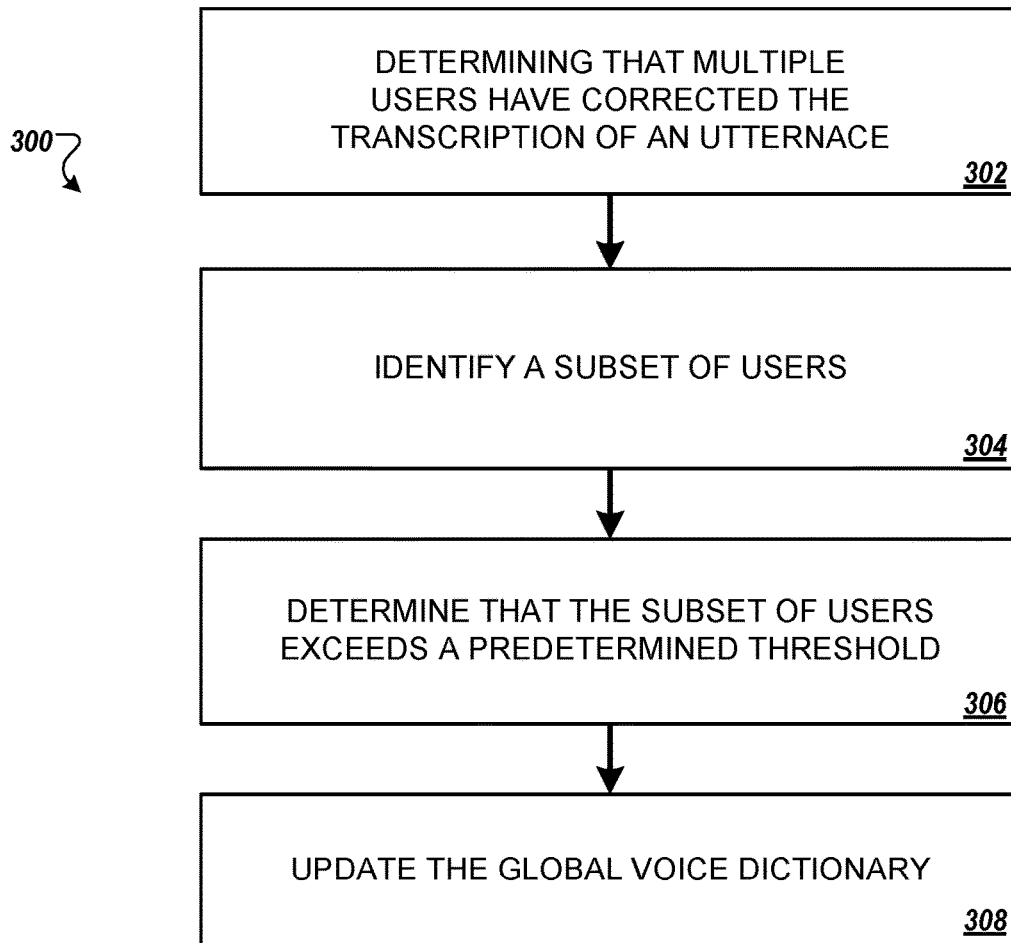 300
DETERMINING THAT MULTIPLE
USERS HAVE CORRECTED THE
TRANSCRIPTION OF AN UTTERNACE
302
IDENTIFY A SUBSET OF USERS
304
DETERMINE THAT THE SUBSET OF USERS
EXCEEDS A PREDETERMINED THRESHOLD
306
UPDATE THE GLOBAL VOICE DICTIONARY
308